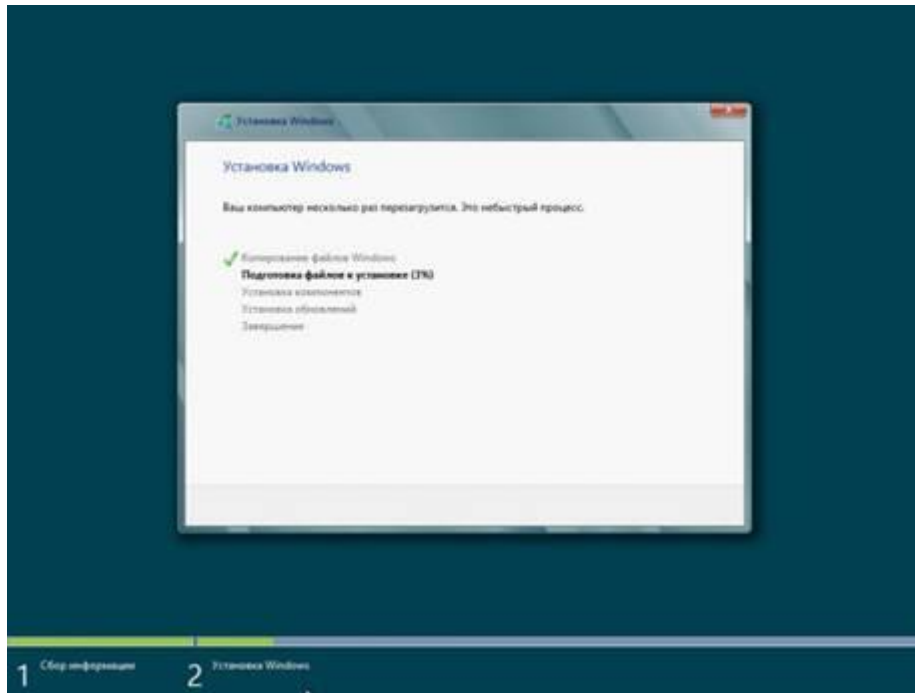 Установка Windows
Установка Windows
Ваш компьютер несколько раз перезагрузится. Это небыстрый процесс.
Копирование файлов Windows
Подготовка файлов к установке (3%)
Установка компонентов
Установка обновлений
Завершение
1 Сбор информации
2 Установка Windows